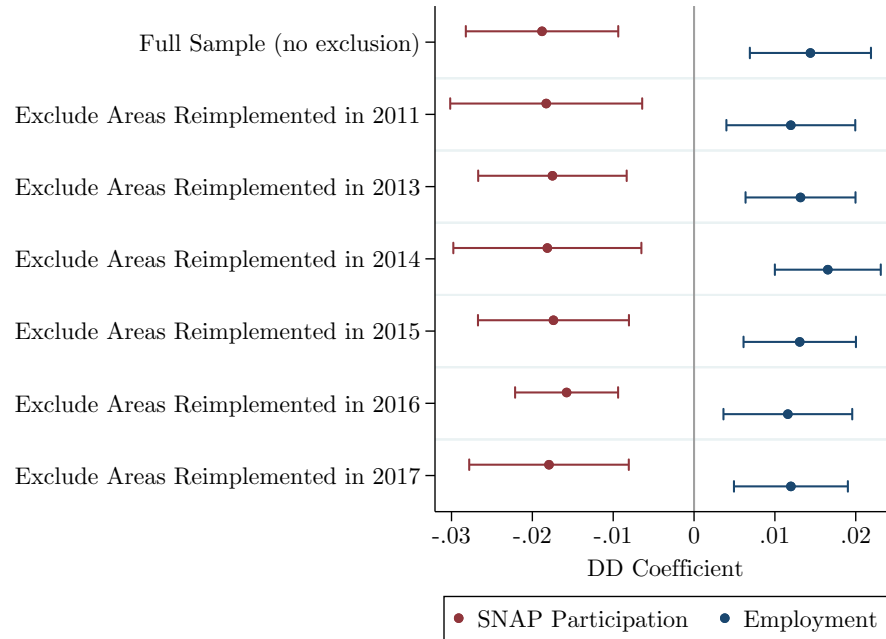 Full Sample (no exclusion)
Exclude Areas Reimplemented in 2011
Exclude Areas Reimplemented in 2013
Exclude Areas Reimplemented in 2014
Exclude Areas Reimplemented in 2015
Exclude Areas Reimplemented in 2016
Exclude Areas Reimplemented in 2017
-.03 -.02 -.01 0 .01 .02
DD Coefficient
SNAP Participation Employment